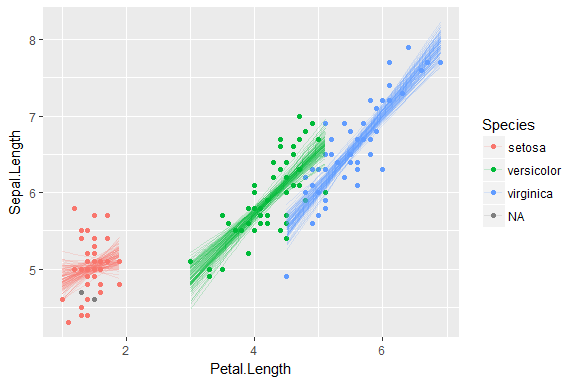 8
7
6
5
Sepal.Length
2 4 6
Petal.Length
Species
setosa
versicolor
virginica
NA